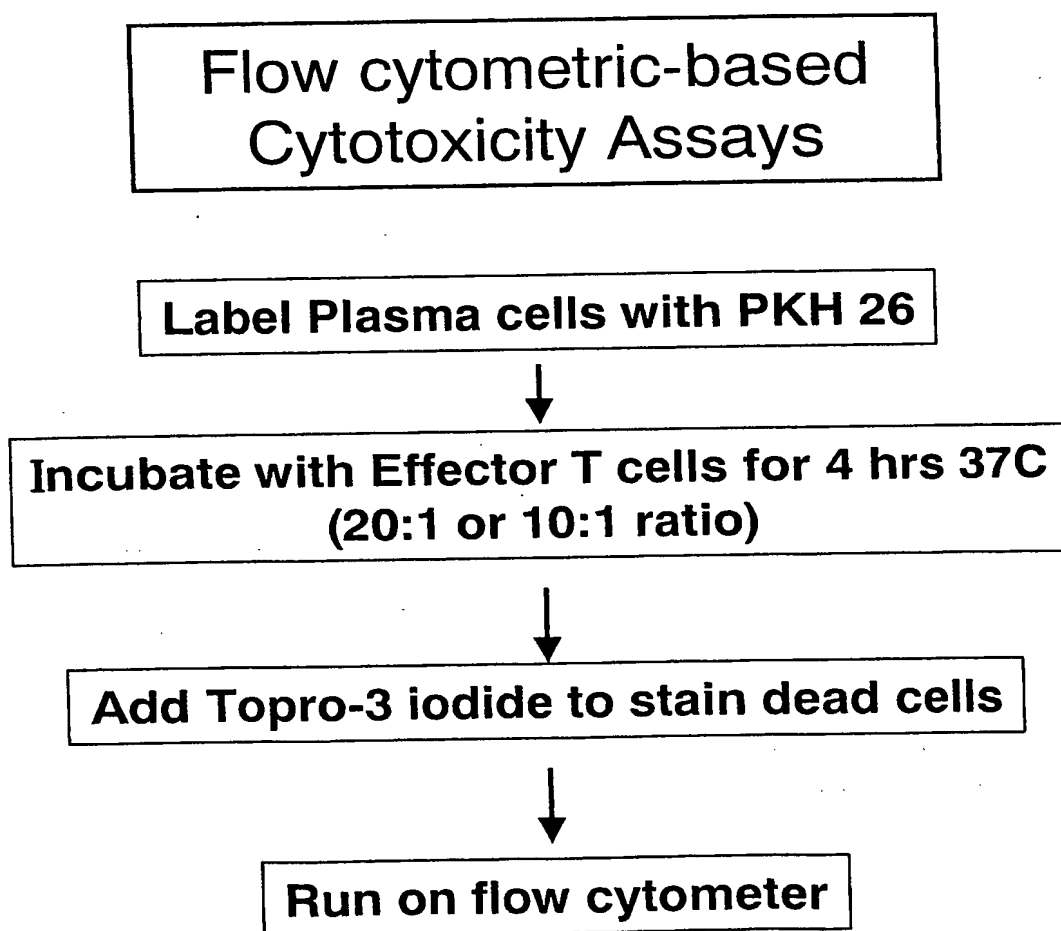 Flow cytometric-based
Cytotoxicity Assays
Label Plasma cells with PKH 26
Incubate with Effector T cells for 4 hrs 37C
(20:1 or 10:1 ratio)
Add Topro-3 iodide to stain dead cells
Run on flow cytometer